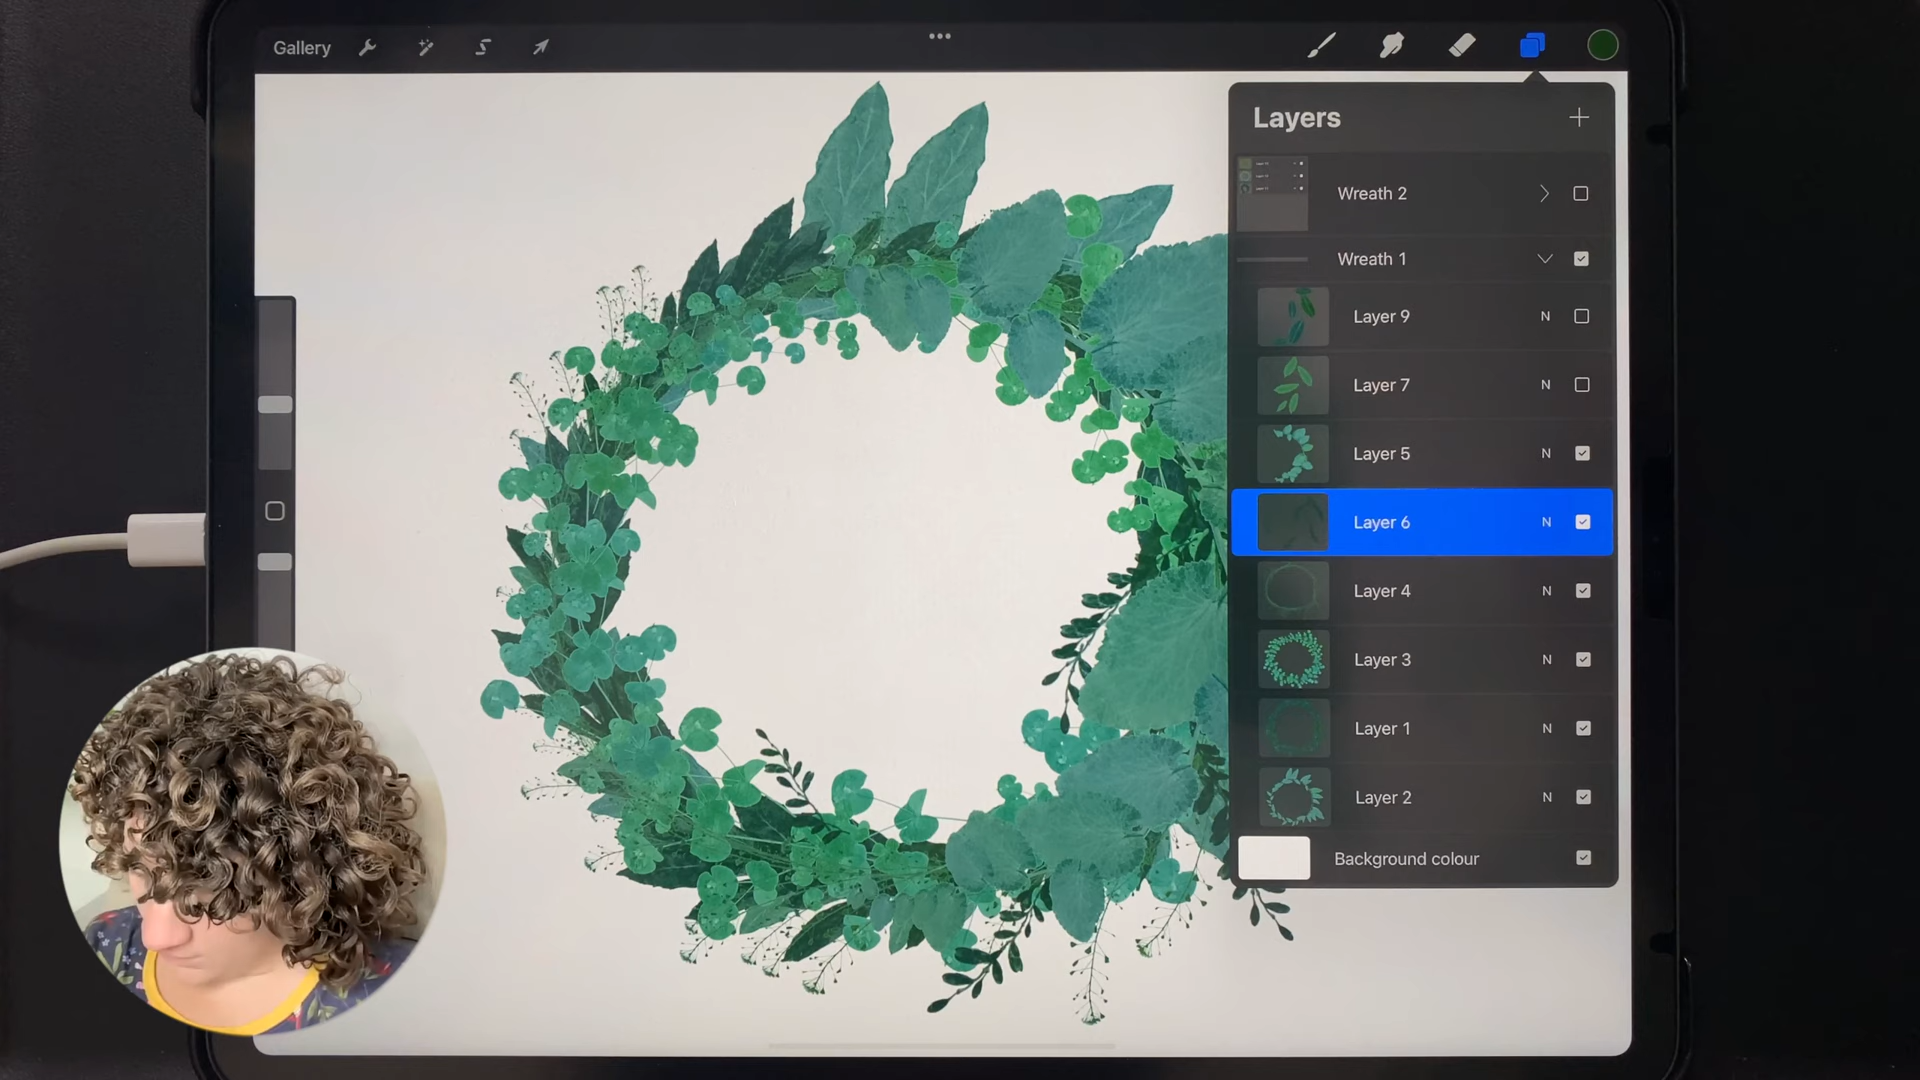 Gallery
Layers
Wreath 2
Wreath 1
Layer 9 N
Layer 7 N
Layer 5 N
Layer 6 N
Layer 4 N
Layer 3 N
Layer 1 N
Layer 2 N
Background colour